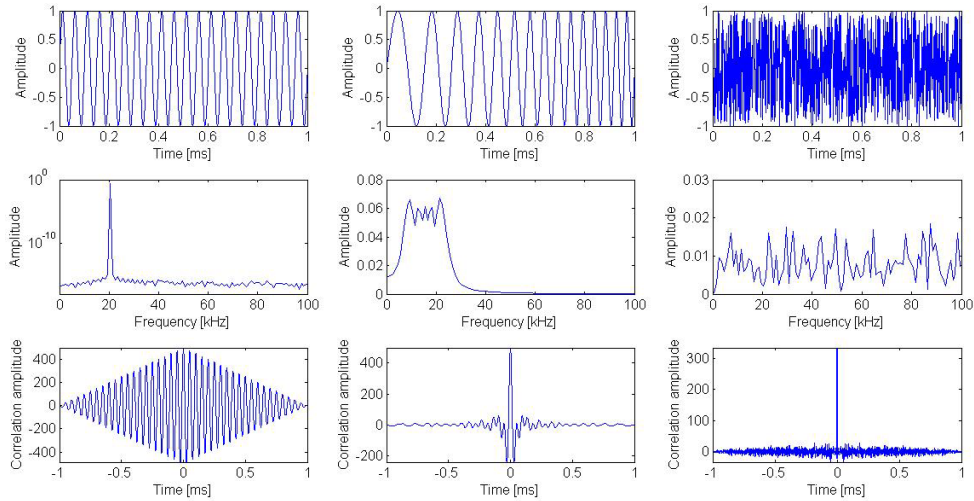 1
0.5
0
-0.5
-1
Amplitude
0 0.2 0.4 0.6 0.8 1
Time [ms]
1
0.5
0
-0.5
-1
Amplitude
0 0.2 0.4 0.6 0.8 1
Time [ms]
1
0.5
0
-0.5
-1
Amplitude
0 0.2 0.4 0.6 0.8 1
Time [ms]
10^0
10^-10
Amplitude
0 20 40 60 80 100
Frequency [kHz]
0.08
0.06
0.04
0.02
0
Amplitude
0 20 40 60 80 100
Frequency [kHz]
0.03
0.02
0.01
0
Amplitude
0 20 40 60 80 100
Frequency [kHz]
400
200
0
-200
-400
Correlation amplitude
-1 -0.5 0 0.5 1
Time [ms]
400
200
0
-200
Correlation amplitude
-1 -0.5 0 0.5 1
Time [ms]
300
200
100
0
Correlation amplitude
-1 -0.5 0 0.5 1
Time [ms]